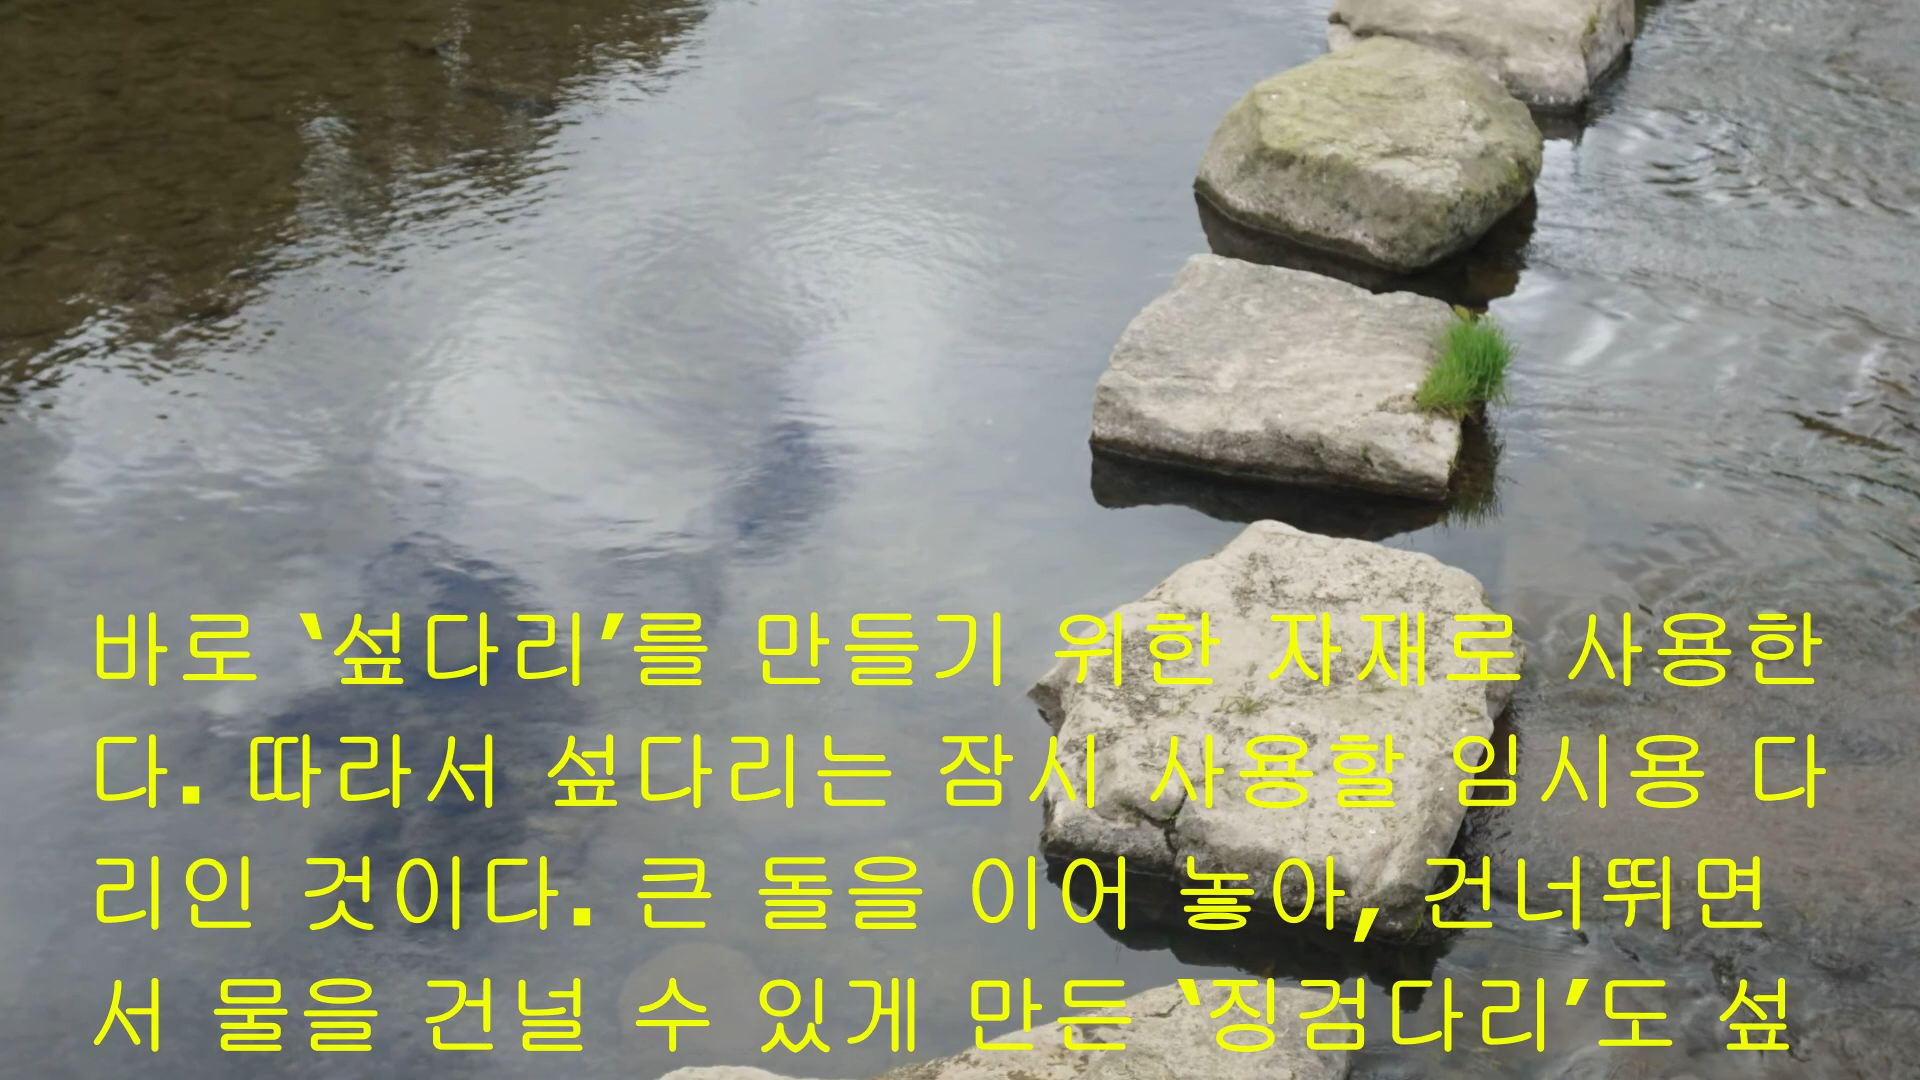 바로 ‘섶다리’를 만들기 위한 자재로 사용한
다. 따라서 섶다리는 잠시 사용할 임시용 다
리인 것이다. 큰 돌을 이어 놓아, 건너뛰면
서 물을 건널 수 있게 만든 ‘징검다리’도 섶